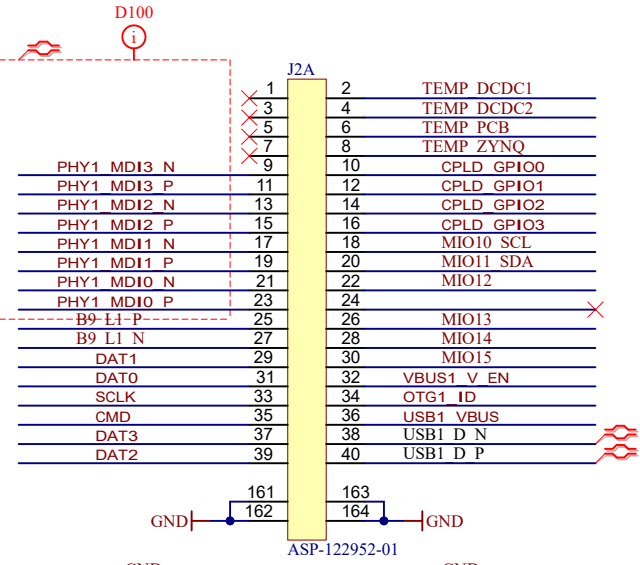 D100
i
J2A
1 2 TEMP_DCDC1
3 4 TEMP_DCDC2
5 6 TEMP_PCB
7 8 TEMP_ZYNQ
PHY1_MDI3_N 9 10 CPLD_GPIO0
PHY1_MDI3_P 11 12 CPLD_GPIO1
PHY1_MDI2_N 13 14 CPLD_GPIO2
PHY1_MDI2_P 15 16 CPLD_GPIO3
PHY1_MDI1_N 17 18 MIO10_SCL
PHY1_MDI1_P 19 20 MIO11_SDA
PHY1_MDI0_N 21 22 MIO12
PHY1_MDI0_P 23 24
B9_L1_P 25 26 MIO13
B9_L1_N 27 28 MIO14
DAT1 29 30 MIO15
DAT0 31 32 VBUS1_V_EN
SCLK 33 34 OTG1_ID
CMD 35 36 USB1_VBUS
DAT3 37 38 USB1_D_N
DAT2 39 40 USB1_D_P
161 163
GND 162 164 GND
ASP-122952-01